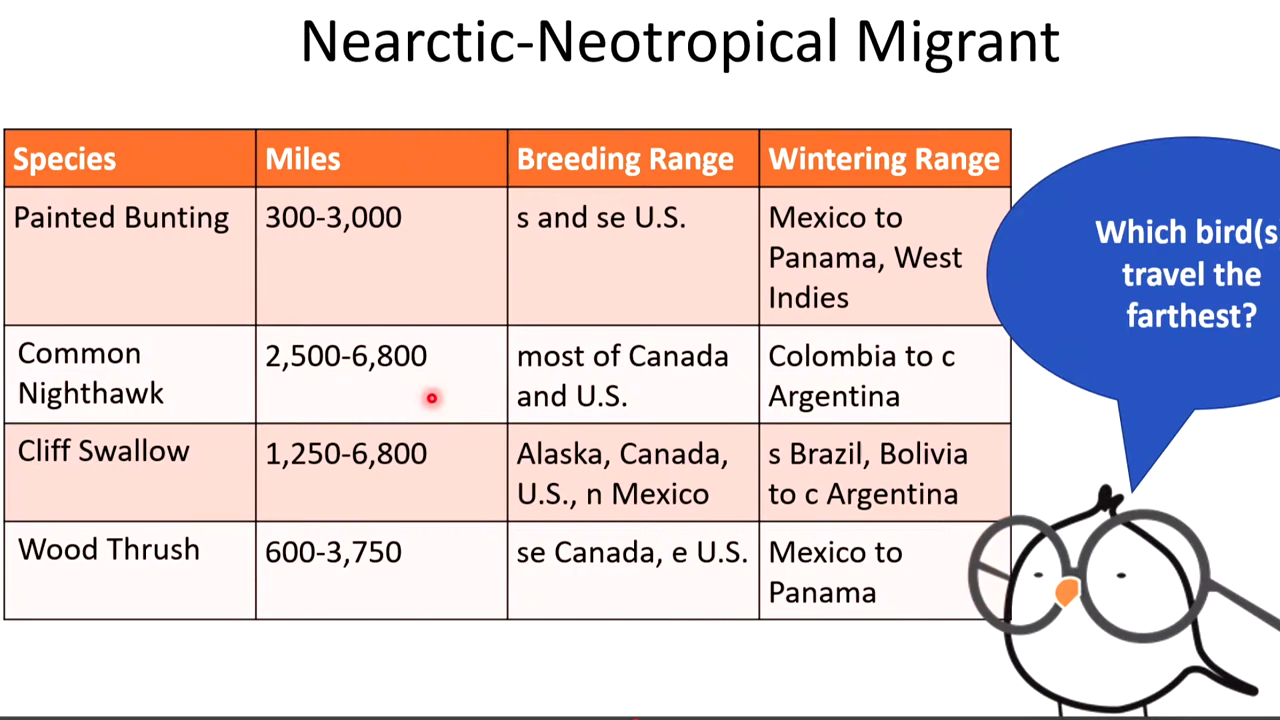 Nearctic-Neotropical Migrant
Species Miles Breeding Range Wintering Range
Painted Bunting 300-3,000 s and se U.S. Mexico to
Panama, West
Indies
Common 2,500-6,800 most of Canada Colombia to c
Nighthawk and U.S. Argentina
Cliff Swallow 1,250-6,800 Alaska, Canada, s Brazil, Bolivia
U.S., n Mexico to c Argentina
Wood Thrush 600-3,750 se Canada, e U.S. Mexico to
Panama
Which bird(s
travel the
farthest?